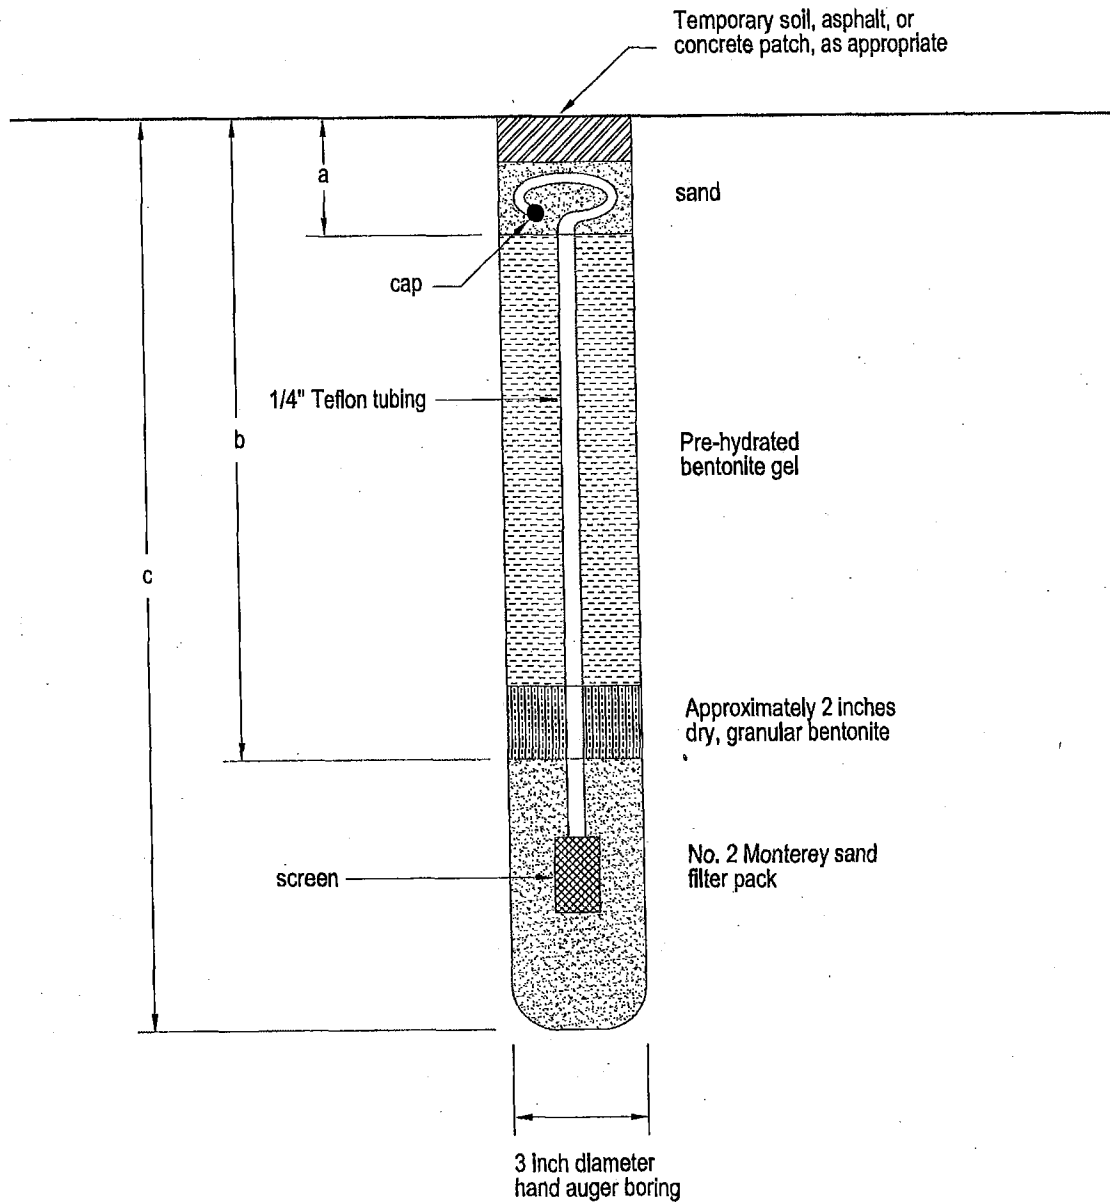 Temporary soil, asphalt, or
concrete patch, as appropriate
a
sand
cap
1/4" Teflon tubing
b
Pre-hydrated
bentonite gel
c
Approximately 2 inches
dry, granular bentonite
No. 2 Monterey sand
filter pack
screen
3 inch diameter
hand auger boring